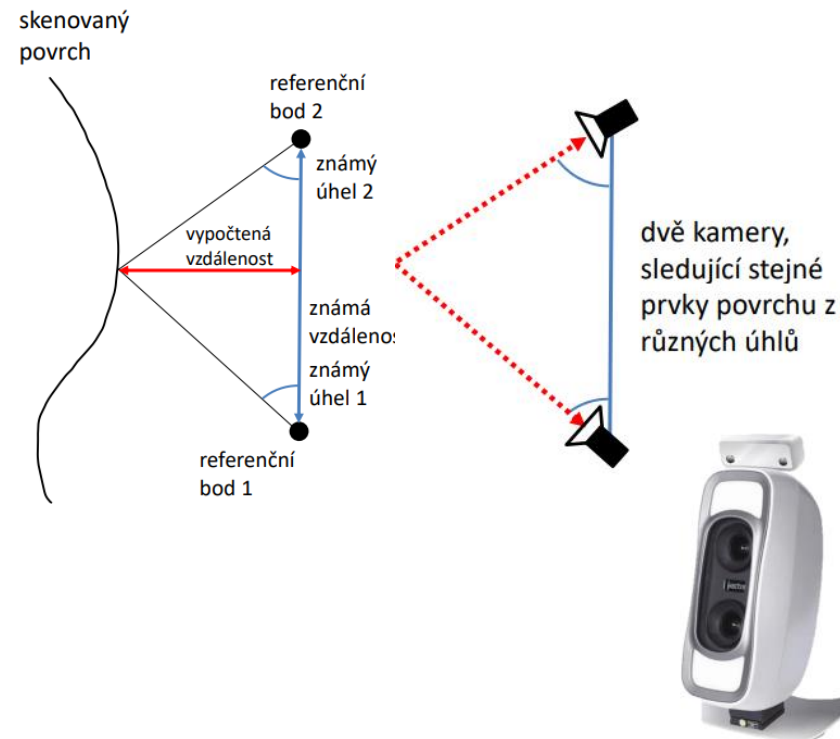 skenovaný
povrch
referenční
bod 2
známý
úhel 2
vypočtená
vzdálenost
známá
vzdálenos
známý
úhel 1
referenční
bod 1
dvě kamery,
sledující stejné
prvky povrchu z
různých úhlů